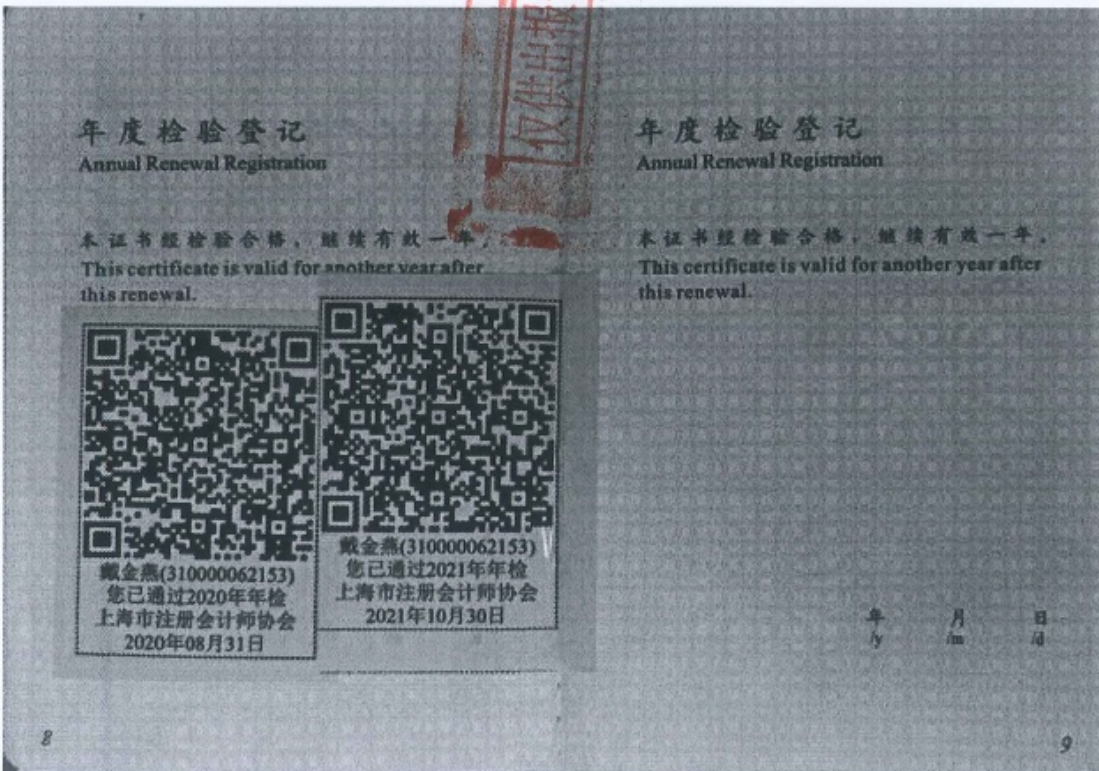 仅供出报
年度检验登记
Annual Renewal Registration
本证书经检验合格，继续有效一年。
This certificate is valid for another year after
this renewal.
戴金燕(310000062153)
您已通过2020年年检
上海市注册会计师协会
2020年08月31日
戴金燕(310000062153)
您已通过2021年年检
上海市注册会计师协会
2021年10月30日
8
年度检验登记
Annual Renewal Registration
本证书经检验合格，继续有效一年。
This certificate is valid for another year after
this renewal.
年 月 日
/y /m /d
9